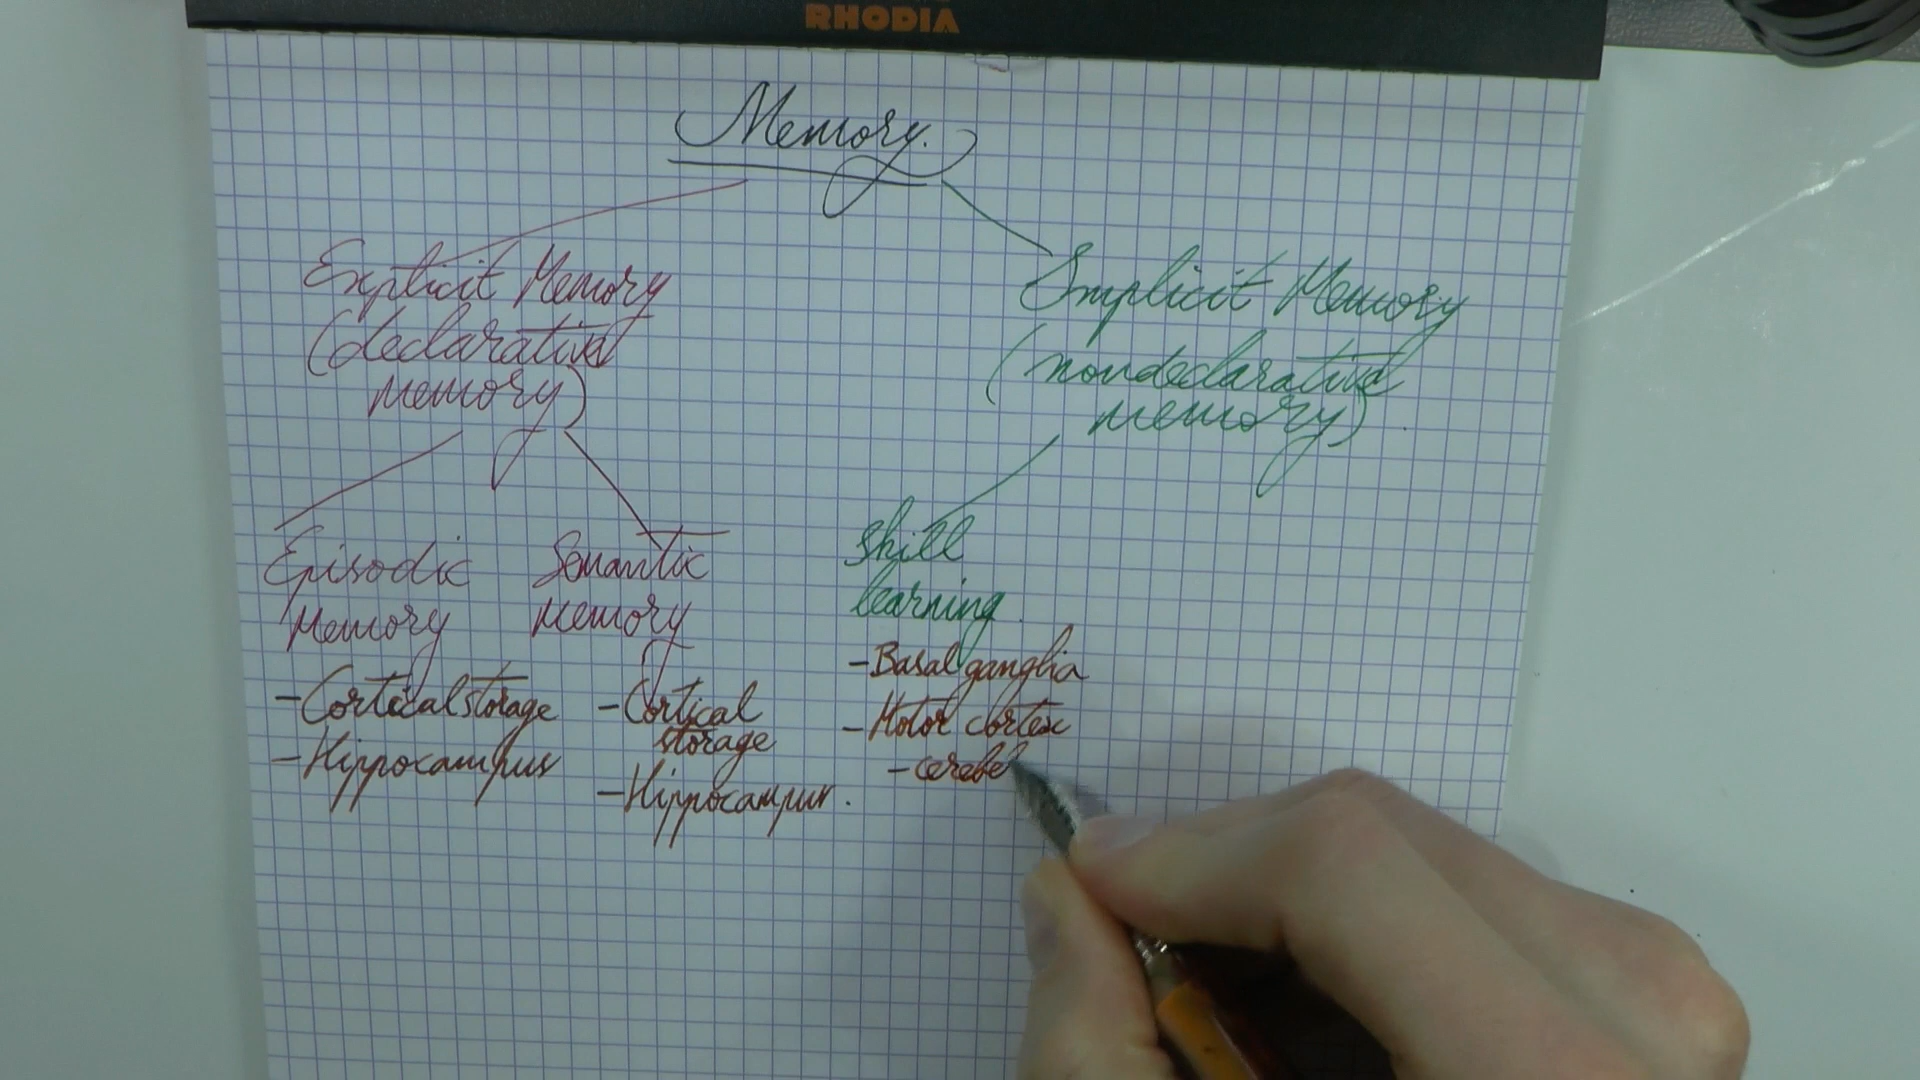 RHODIA
Memory.
Explicit Memory
(declarative
memory)
Implicit Memory
(nondeclarative
memory)
Episodic
Memory
- Cortical storage
- Hippocampus
Semantic
Memory
- Cortical
storage
- Hippocampus.
Skill
learning
- Basal ganglia
- Motor cortex
- cerebel